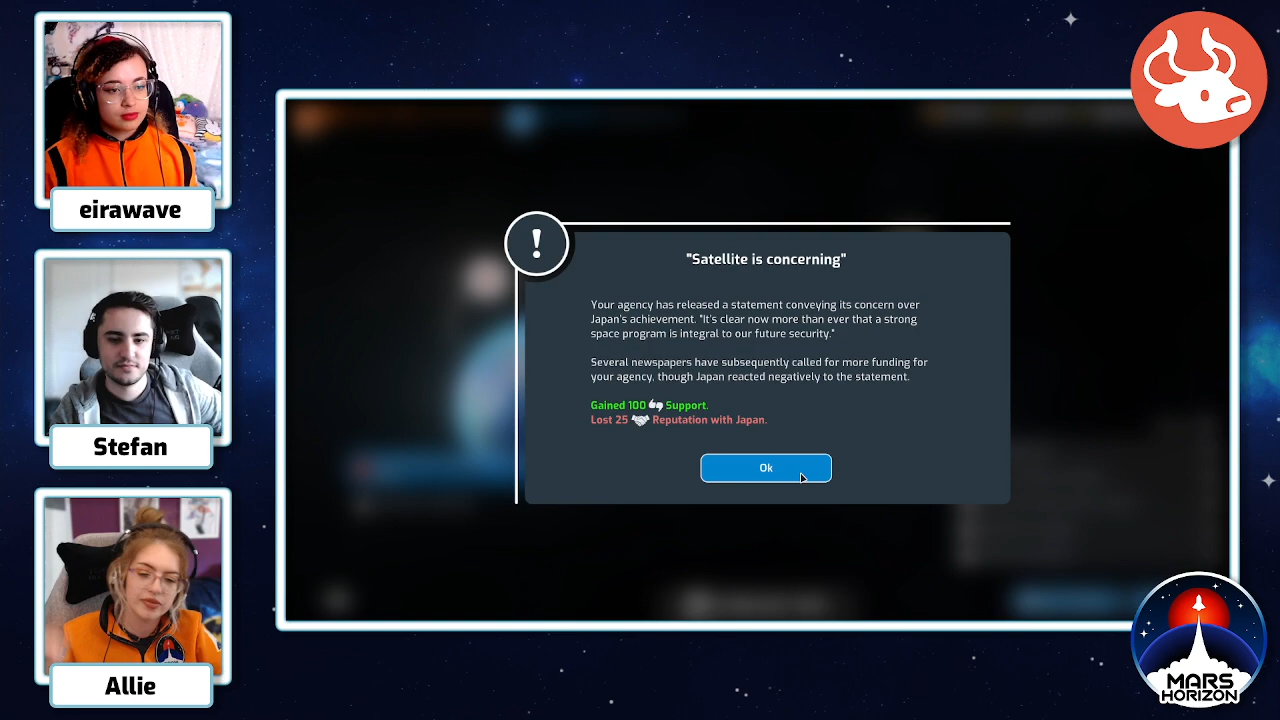 eirawave
Stefan
Allie
!
"Satellite is concerning"
Your agency has released a statement conveying its concern over
Japan's achievement. "It's clear now more than ever that a strong
space program is integral to our future security."
Several newspapers have subsequently called for more funding for
your agency, though Japan reacted negatively to the statement.
Gained 100 Support.
Lost 25 Reputation with Japan.
Ok
MARS
HORIZON